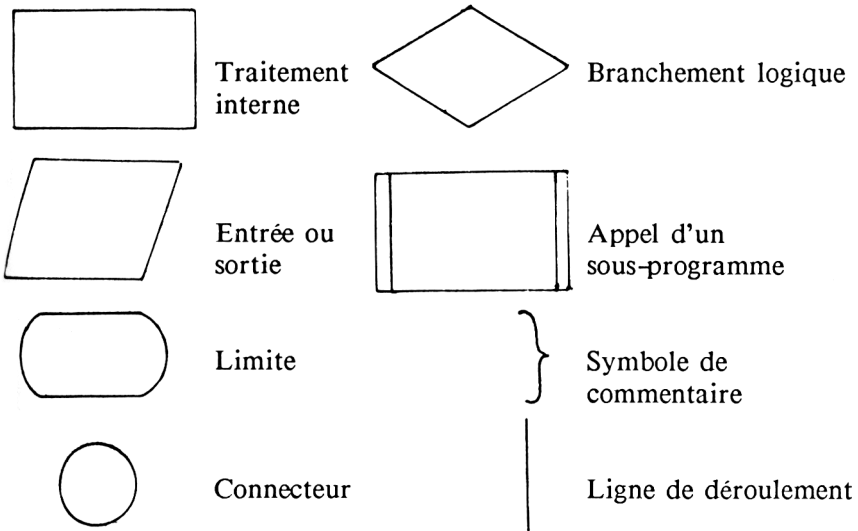 Traitement
interne
Branchement logique
Entrée ou
sortie
Appel d'un
sous-programme
Limite
Symbole de
commentaire
Connecteur
Ligne de déroulement